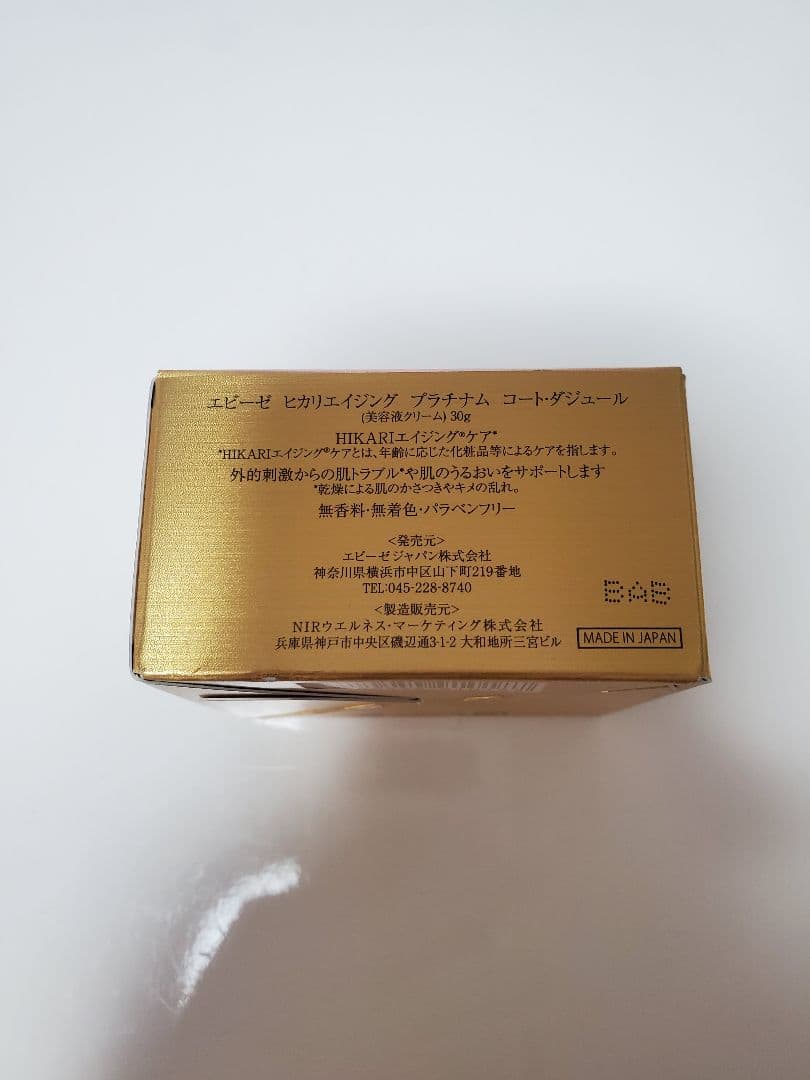 エビーゼ ヒカリエイジング プラチナム コート・ダジュール
(美容液クリーム) 30g
HIKARIエイジング®ケア*
*HIKARIエイジング®ケアとは、年齢に応じた化粧品等によるケアを指します。
外的刺激からの肌トラブル*や肌のうるおいをサポートします
*乾燥による肌のかさつきやキメの乱れ。
無香料・無着色・パラベンフリー
<発売元>
エビーゼジャパン株式会社
神奈川県横浜市中区山下町219番地
TEL:045-228-8740
BAB
<製造販売元>
NIRウエルネス・マーケティング株式会社
兵庫県神戸市中央区磯辺通3-1-2 大和地所三宮ビル
MADE IN JAPAN